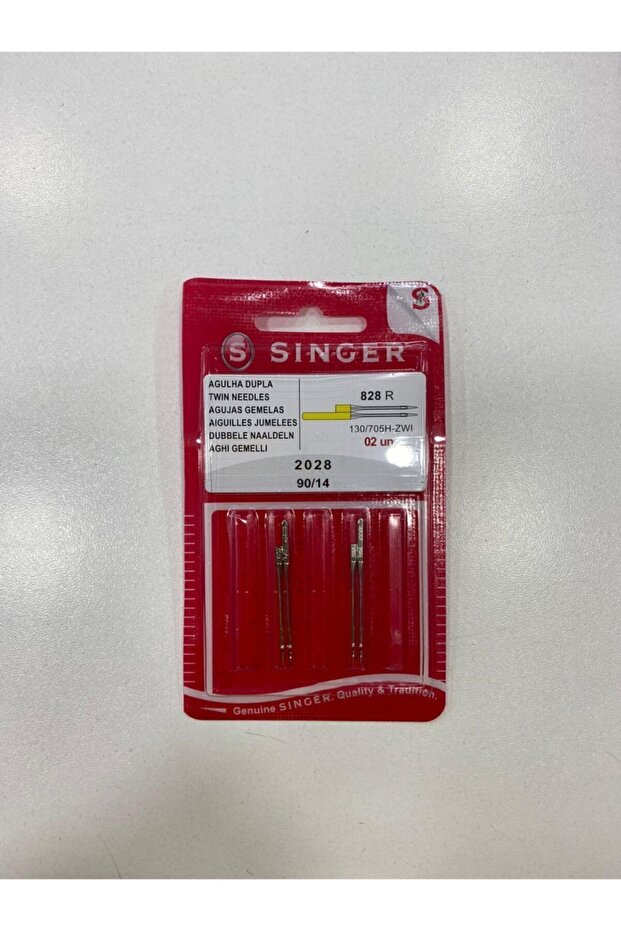 S
S SINGER
AGULHA DUPLA
TWIN NEEDLES
AGUJAS GEMELAS
AIGUILLES JUMELEES
DUBBELE NAALDELN
AGHI GEMELLI
828 R
130/705H-ZWI
02 un
2028
90/14
Genuine SINGER. Quality & Tradition.